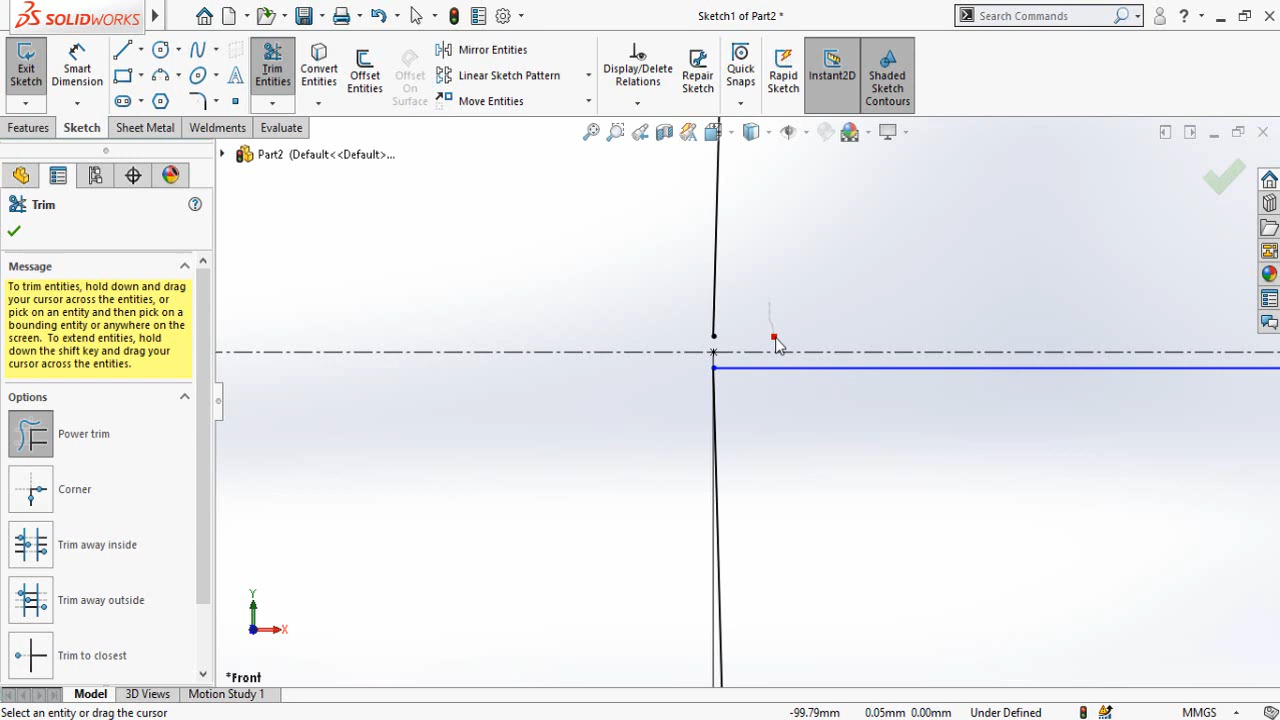 SOLIDWORKS
Sketch1 of Part2 *
Search Commands
?
Exit
Sketch
Smart
Dimension
Trim
Entities
Convert
Entities
Offset
Entities
Offset
On
Surface
Mirror Entities
Linear Sketch Pattern
Move Entities
Display/Delete
Relations
Repair
Sketch
Quick
Snaps
Rapid
Sketch
Instant2D
Shaded
Sketch
Contours
Features
Sketch
Sheet Metal
Weldments
Evaluate
Part2 (Default<<Default>...
Trim
?
Message
To trim entities, hold down and drag
your cursor across the entities, or
pick on an entity and then pick on a
bounding entity or anywhere on the
screen. To extend entities, hold
down the shift key and drag your
cursor across the entities.
Options
Power trim
Corner
Trim away inside
Trim away outside
Trim to closest
Y
X
*Front
Model
3D Views
Motion Study 1
Select an entity or drag the cursor
-99.79mm
0.05mm 0.00mm
Under Defined
MMGS